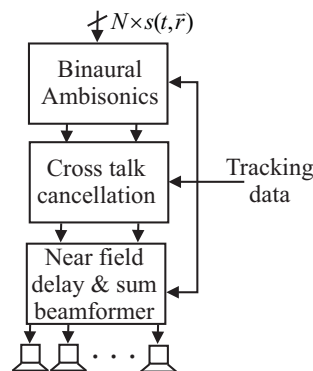 N × s(t, r̄)
Binaural
Ambisonics
Cross talk
cancellation
Tracking
data
Near field
delay & sum
beamformer
· · ·